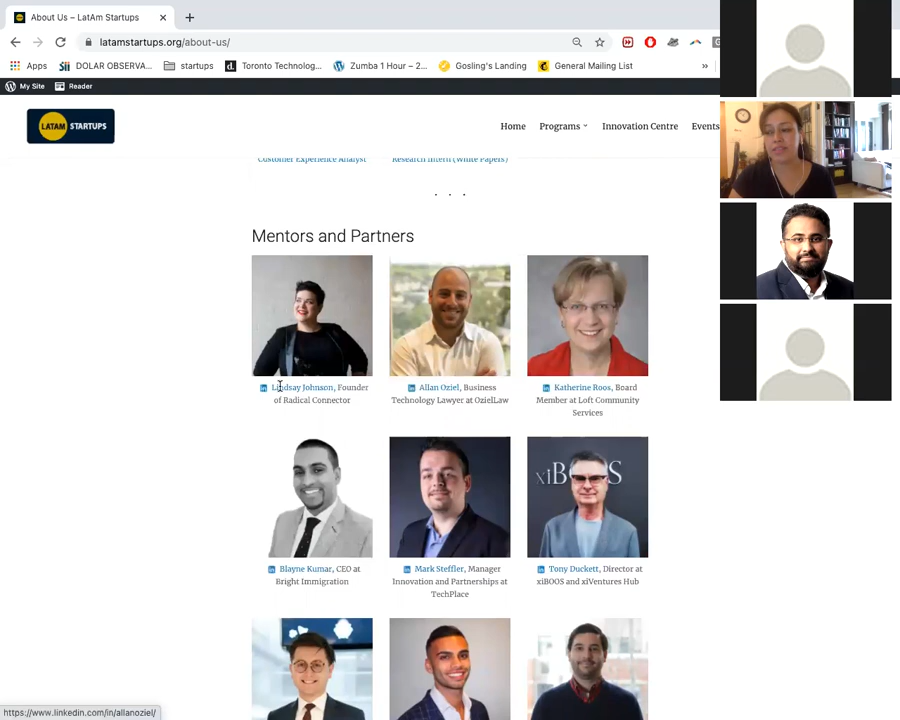 About Us – LatAm Startups
latamstartups.org/about-us/
Apps DOLAR OBSERVA... startups Toronto Technolog... Zumba 1 Hour – 2... Gosling's Landing General Mailing List »
My Site Reader
LATAM STARTUPS
Home Programs Innovation Centre Events
Customer Experience Analyst Research Intern (White Papers)
. . .
Mentors and Partners
Lindsay Johnson, Founder
of Radical Connector
Allan Oziel, Business
Technology Lawyer at OzielLaw
Katherine Roos, Board
Member at Loft Community
Services
xiBOOS
Blayne Kumar, CEO at
Bright Immigration
Mark Steffler, Manager
Innovation and Partnerships at
TechPlace
Tony Duckett, Director at
xiBOOS and xiVentures Hub
https://www.linkedin.com/in/allanoziel/